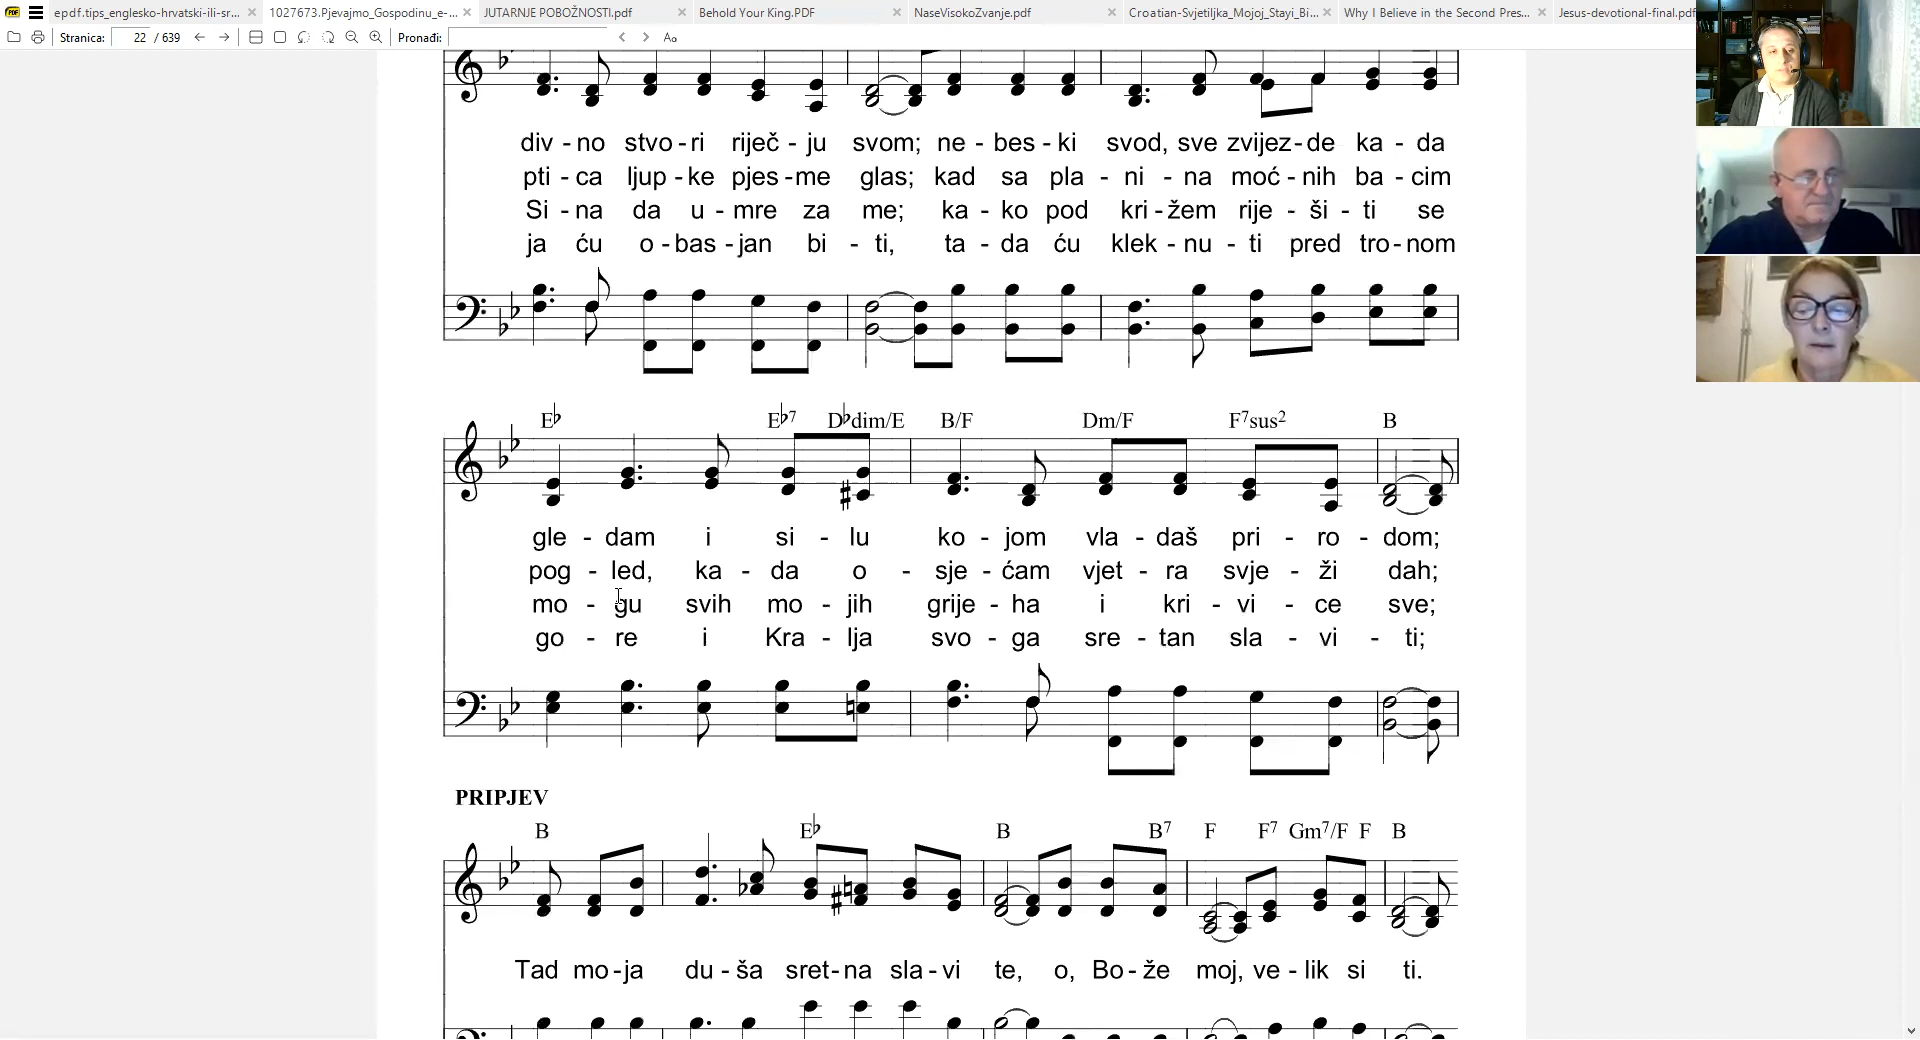 epdf.tips_englesko-hrvatski-ili-sr... × 1027673.Pjevajmo_Gospodinu_e-... × JUTARNJE POBOŽNOSTI.pdf × Behold Your King.PDF × NaseVisokoZvanje.pdf × Croatian-Svjetiljka_Mojoj_Stayi_Bi... × Why I Believe in the Second Pres... × Jesus-devotional-final.pdf
Stranica: 22 / 639 Pronađi:
div - no stvo - ri riječ - ju svom; ne - bes - ki svod, sve zvijez - de ka - da
pti - ca ljup - ke pjes - me glas; kad sa pla - ni - na moć - nih ba - cim
Si - na da u - mre za me; ka - ko pod kri - žem rije - ši - ti se
ja ću o - bas - jan bi - ti, ta - da ću klek - nu - ti pred tro - nom
E♭ E♭7 D♭dim/E B/F Dm/F F7sus2 B
gle - dam i si - lu ko - jom vla - daš pri - ro - dom;
pog - led, ka - da o - sje - ćam vjet - ra svje - ži dah;
mo - gu svih mo - jih grije - ha i kri - vi - ce sve;
go - re i Kra - lja svo - ga sre - tan sla - vi - ti;
PRIPJEV
B E♭ B B7 F F7 Gm7/F F B
Tad mo - ja du - ša sret - na sla - vi te, o, Bo - že moj, ve - lik si ti.